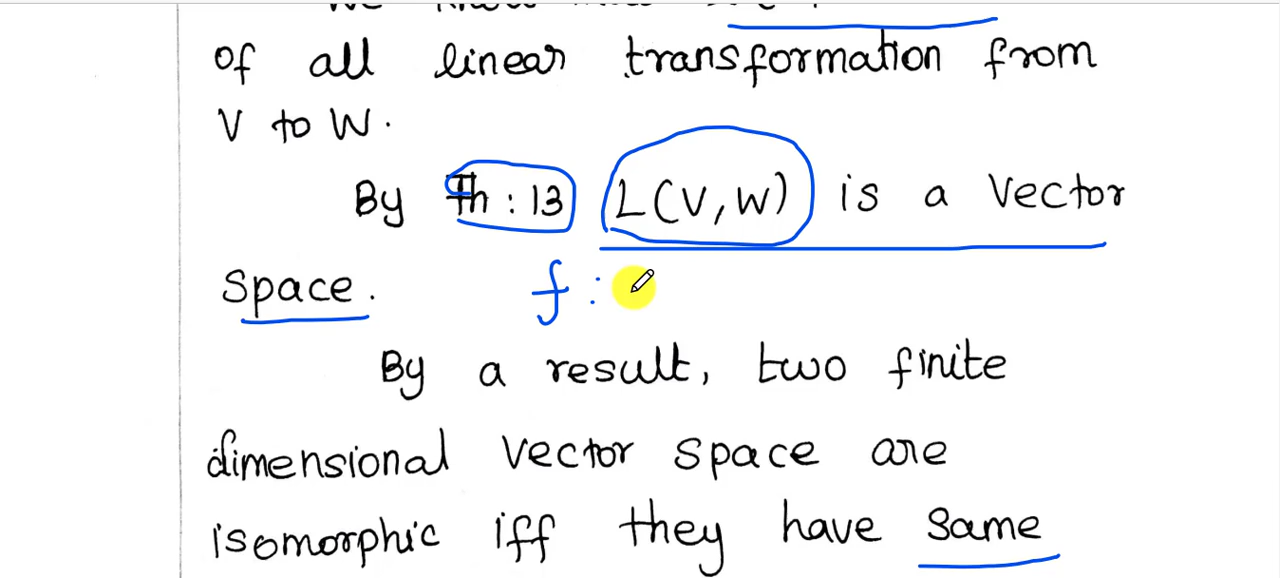 of all linear transformation from
V to W.
By Th : 13 L(V, W) is a vector
space. f :
By a result, two finite
dimensional vector space are
isomorphic iff they have same